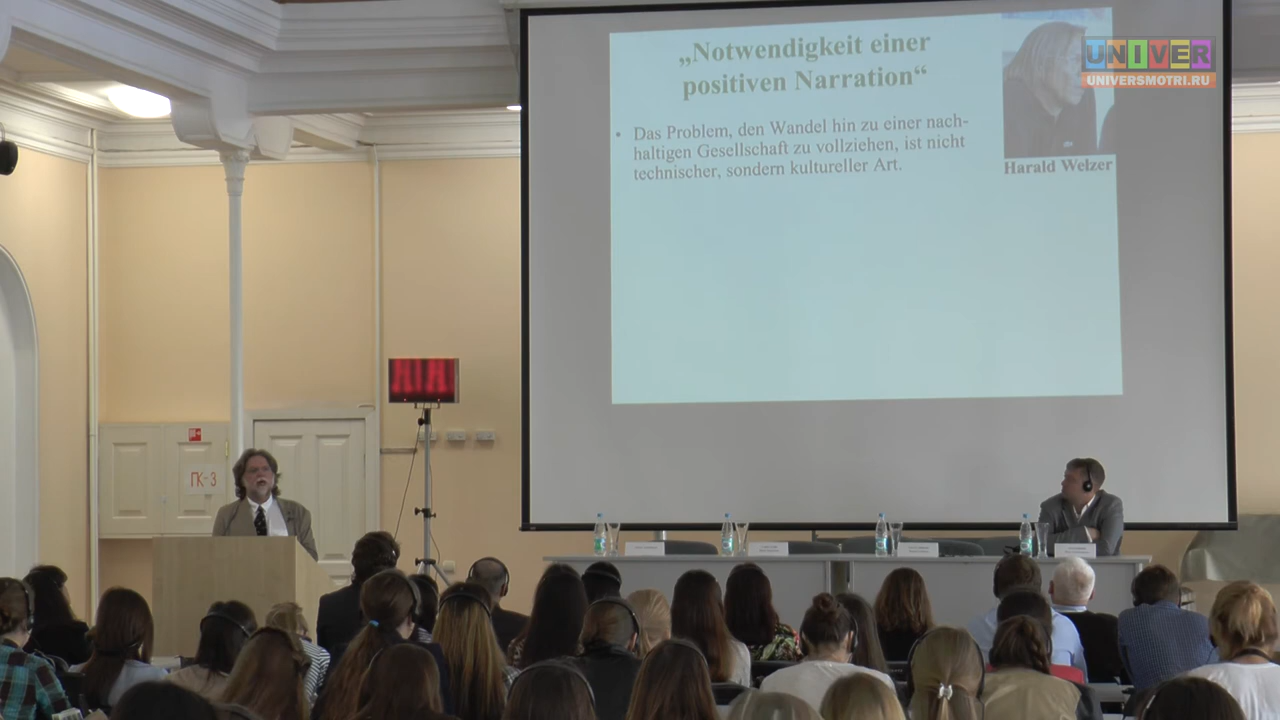 „Notwendigkeit einer
positiven Narration“
• Das Problem, den Wandel hin zu einer nach-
haltigen Gesellschaft zu vollziehen, ist nicht
technischer, sondern kultureller Art.
Harald Welzer
UNIVER
UNIVERSMOTRI.RU
ГК-3